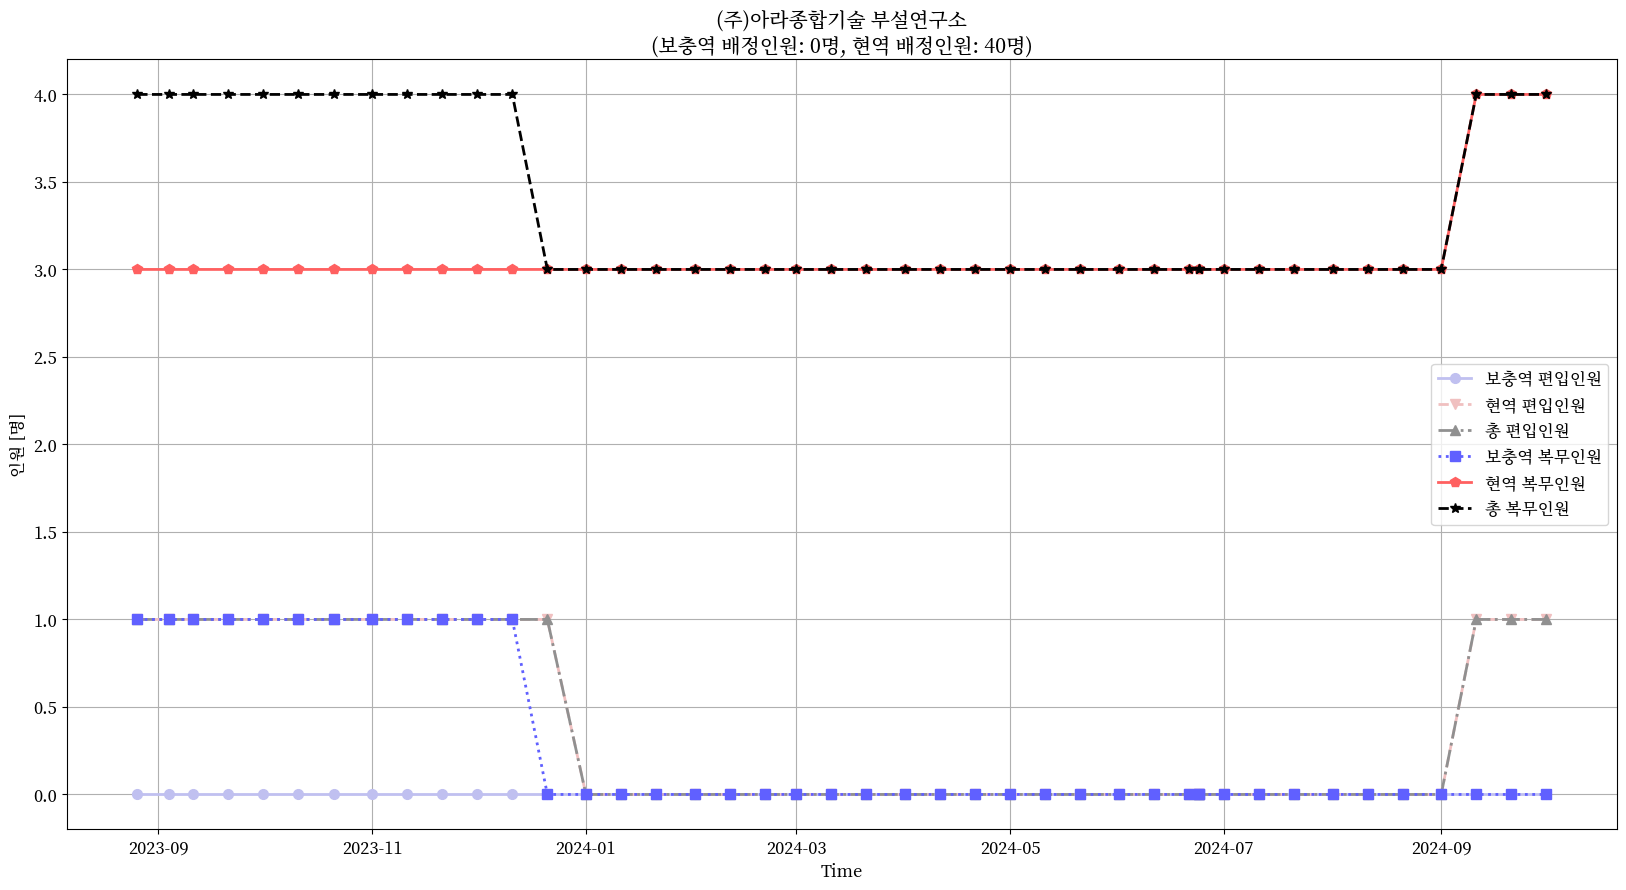 (주)아라종합기술 부설연구소
(보충역 배정인원: 0명, 현역 배정인원: 40명)
4.0
3.5
3.0
2.5
2.0
1.5
1.0
0.5
0.0
인원 [명]
보충역 편입인원
현역 편입인원
총 편입인원
보충역 복무인원
현역 복무인원
총 복무인원
2023-09 2023-11 2024-01 2024-03 2024-05 2024-07 2024-09
Time